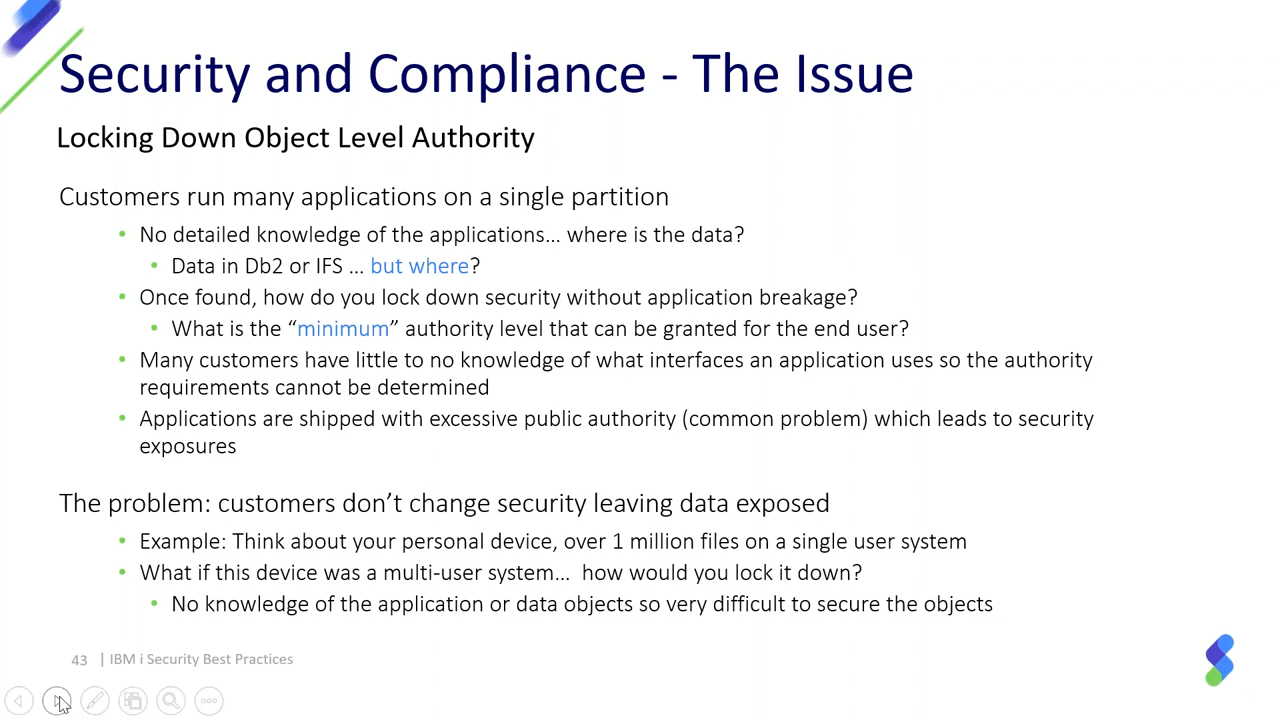 Security and Compliance - The Issue
Locking Down Object Level Authority
Customers run many applications on a single partition
• No detailed knowledge of the applications… where is the data?
• Data in Db2 or IFS … but where?
• Once found, how do you lock down security without application breakage?
• What is the “minimum” authority level that can be granted for the end user?
• Many customers have little to no knowledge of what interfaces an application uses so the authority
requirements cannot be determined
• Applications are shipped with excessive public authority (common problem) which leads to security
exposures
The problem: customers don’t change security leaving data exposed
• Example: Think about your personal device, over 1 million files on a single user system
• What if this device was a multi-user system… how would you lock it down?
• No knowledge of the application or data objects so very difficult to secure the objects
43 | IBM i Security Best Practices